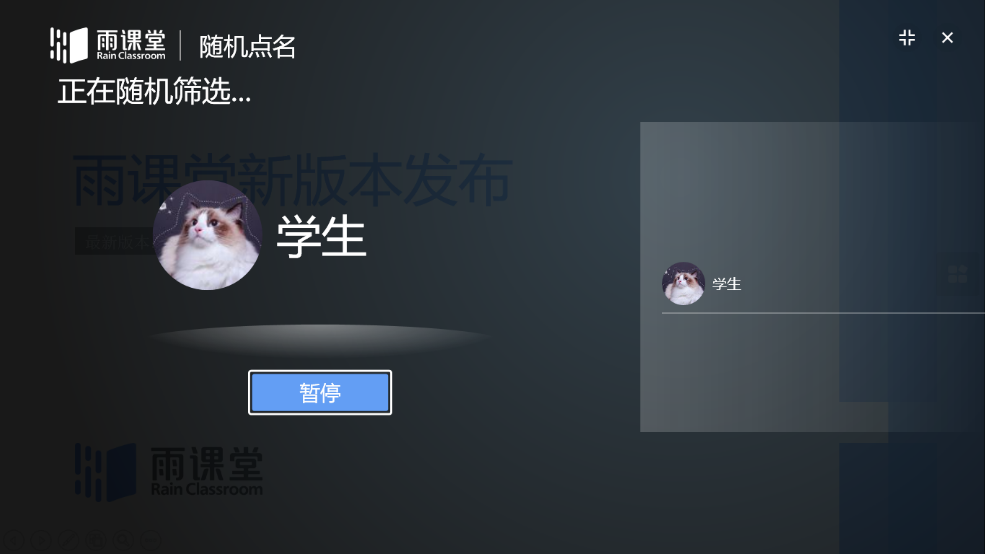 雨课堂
Rain Classroom
随机点名
正在随机筛选...
雨课堂新版本发布
学生
学生
暂停
雨课堂
Rain Classroom